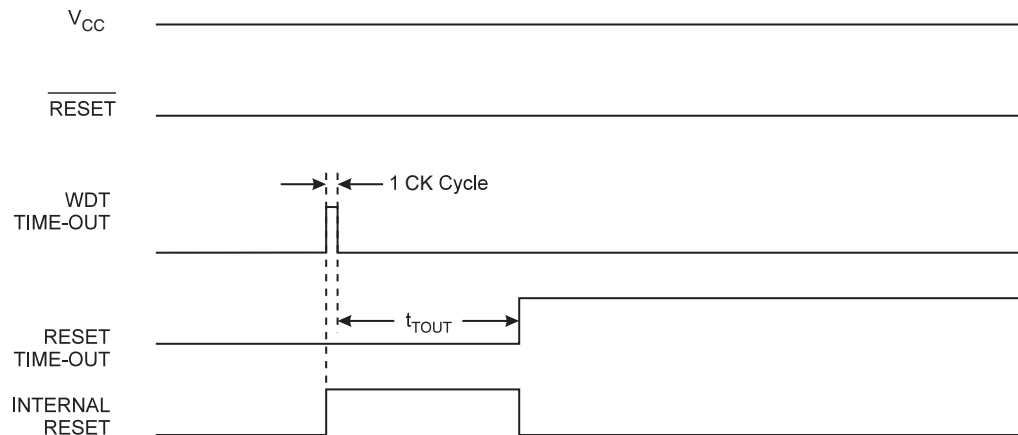 VCC
RESET
1 CK Cycle
WDT
TIME-OUT
tTOUT
RESET
TIME-OUT
INTERNAL
RESET